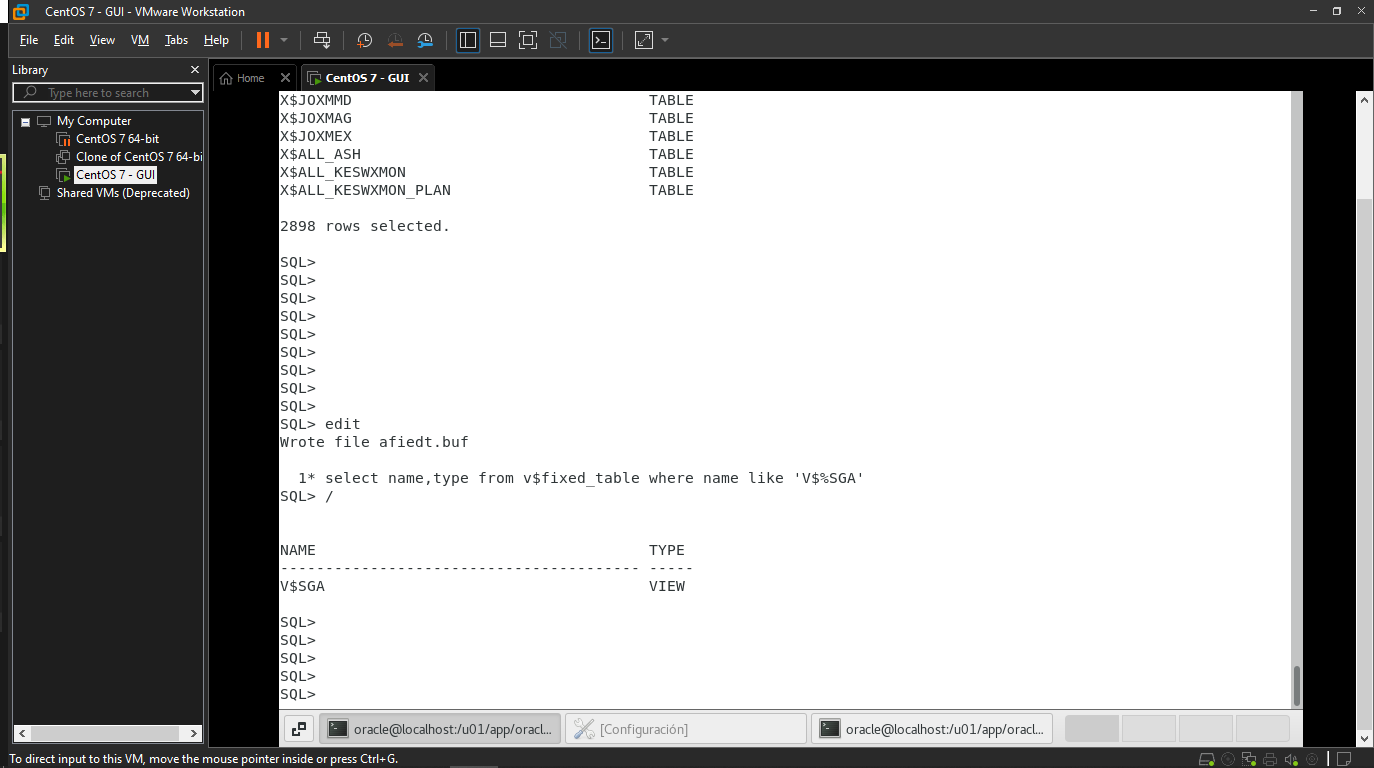 CentOS 7 - GUI - VMware Workstation
File Edit View VM Tabs Help
Library
Type here to search
My Computer
CentOS 7 64-bit
Clone of CentOS 7 64-bi
CentOS 7 - GUI
Shared VMs (Deprecated)
Home
CentOS 7 - GUI
X$JOXMMD TABLE
X$JOXMAG TABLE
X$JOXMEX TABLE
X$ALL_ASH TABLE
X$ALL_KESWXMON TABLE
X$ALL_KESWXMON_PLAN TABLE
2898 rows selected.
SQL>
SQL>
SQL>
SQL>
SQL>
SQL>
SQL>
SQL>
SQL>
SQL> edit
Wrote file afiedt.buf
1* select name,type from v$fixed_table where name like 'V$%SGA'
SQL> /
NAME TYPE
---------------------------------------- -----
V$SGA VIEW
SQL>
SQL>
SQL>
SQL>
SQL>
oracle@localhost:/u01/app/oracl...
[Configuración]
oracle@localhost:/u01/app/oracl...
To direct input to this VM, move the mouse pointer inside or press Ctrl+G.